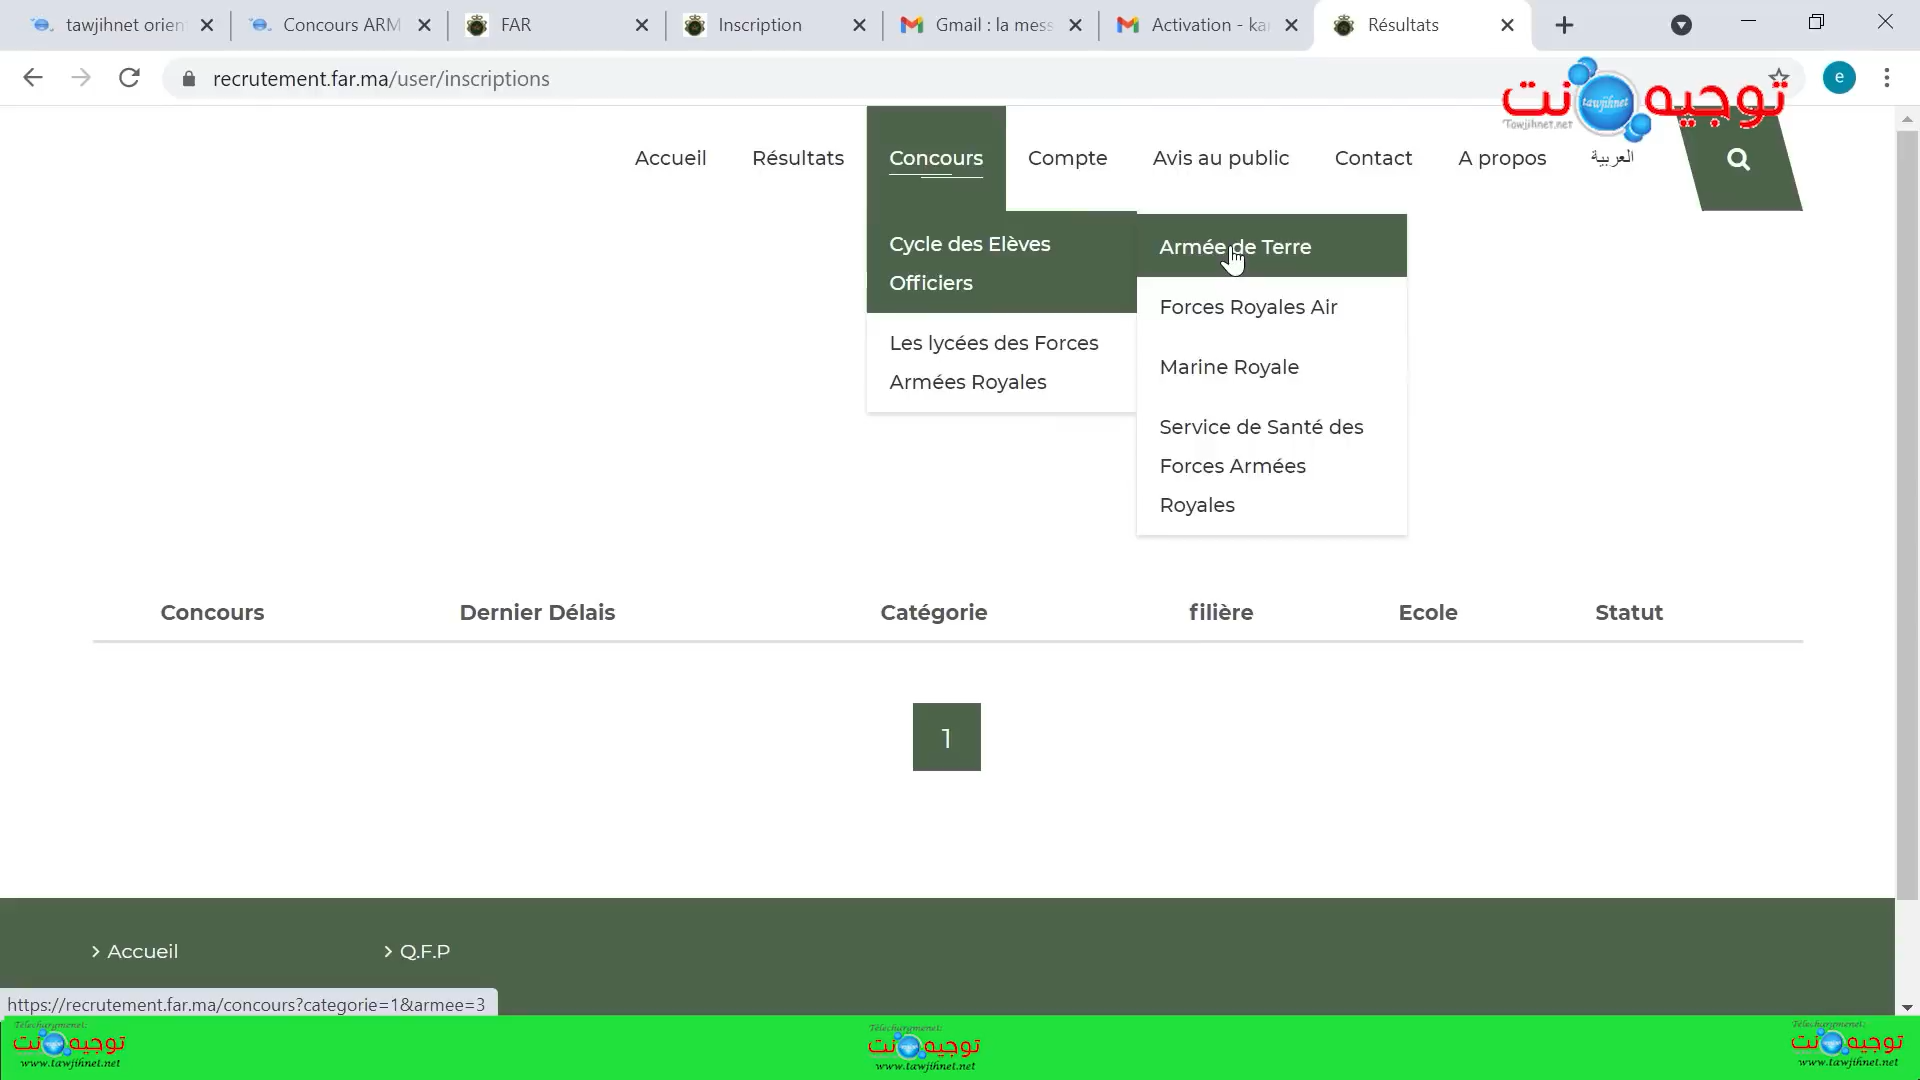 tawjihnet orien
Concours ARM
FAR
Inscription
Gmail : la mess
Activation - ka
Résultats
recrutement.far.ma/user/inscriptions
e
توجيه نت
tawjihnet
Tawjihnet.net
Accueil
Résultats
Concours
Compte
Avis au public
Contact
A propos
العربية
Cycle des Elèves
Officiers
Les lycées des Forces
Armées Royales
Armée de Terre
Forces Royales Air
Marine Royale
Service de Santé des
Forces Armées
Royales
Concours
Dernier Délais
Catégorie
filière
Ecole
Statut
1
Accueil
Q.F.P
https://recrutement.far.ma/concours?categorie=1&armee=3
Télechargmenet:
توجيه نت
www.tawjihnet.net
Télechargmenet:
توجيه نت
www.tawjihnet.net
Télechargmenet:
توجيه نت
www.tawjihnet.net